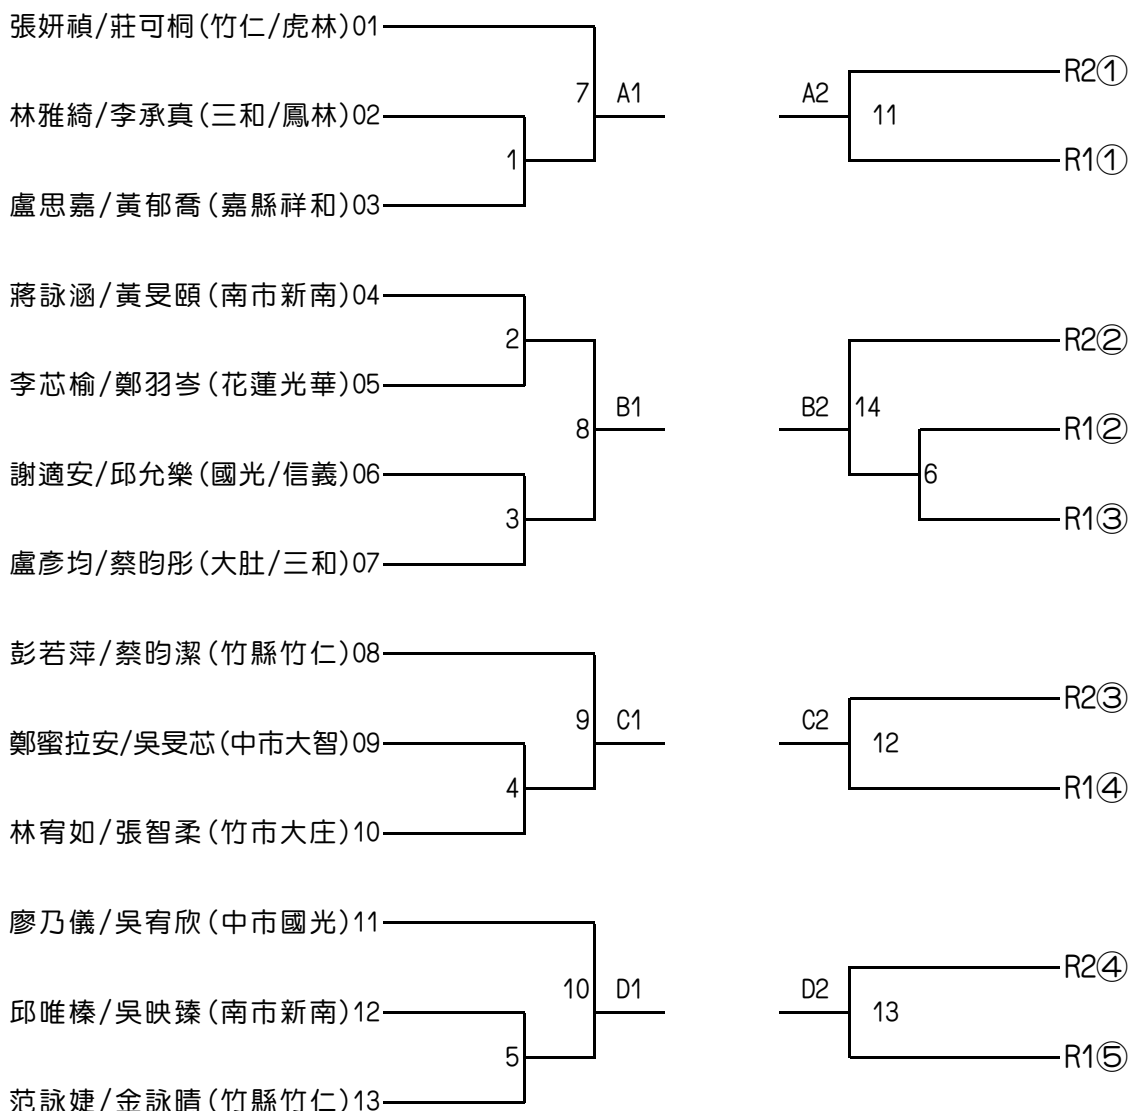 張妍禎/莊可桐(竹仁/虎林)01
7 A1 A2 R2①
11
林雅綺/李承真(三和/鳳林)02
1 R1①
盧思嘉/黃郁喬(嘉縣祥和)03
蔣詠涵/黃旻頤(南市新南)04
2 R2②
李芯榆/鄭羽岑(花蓮光華)05
8 B1 B2 14 R1②
謝適安/邱允樂(國光/信義)06
6
3 R1③
盧彥均/蔡昀彤(大肚/三和)07
彭若萍/蔡昀潔(竹縣竹仁)08
9 C1 C2 R2③
鄭蜜拉安/吳旻芯(中市大智)09
12
4 R1④
林宥如/張智柔(竹市大庄)10
廖乃儀/吳宥欣(中市國光)11
10 D1 D2 R2④
邱唯榛/吳映臻(南市新南)12
13
5 R1⑤
范詠婕/金詠晴(竹縣竹仁)13